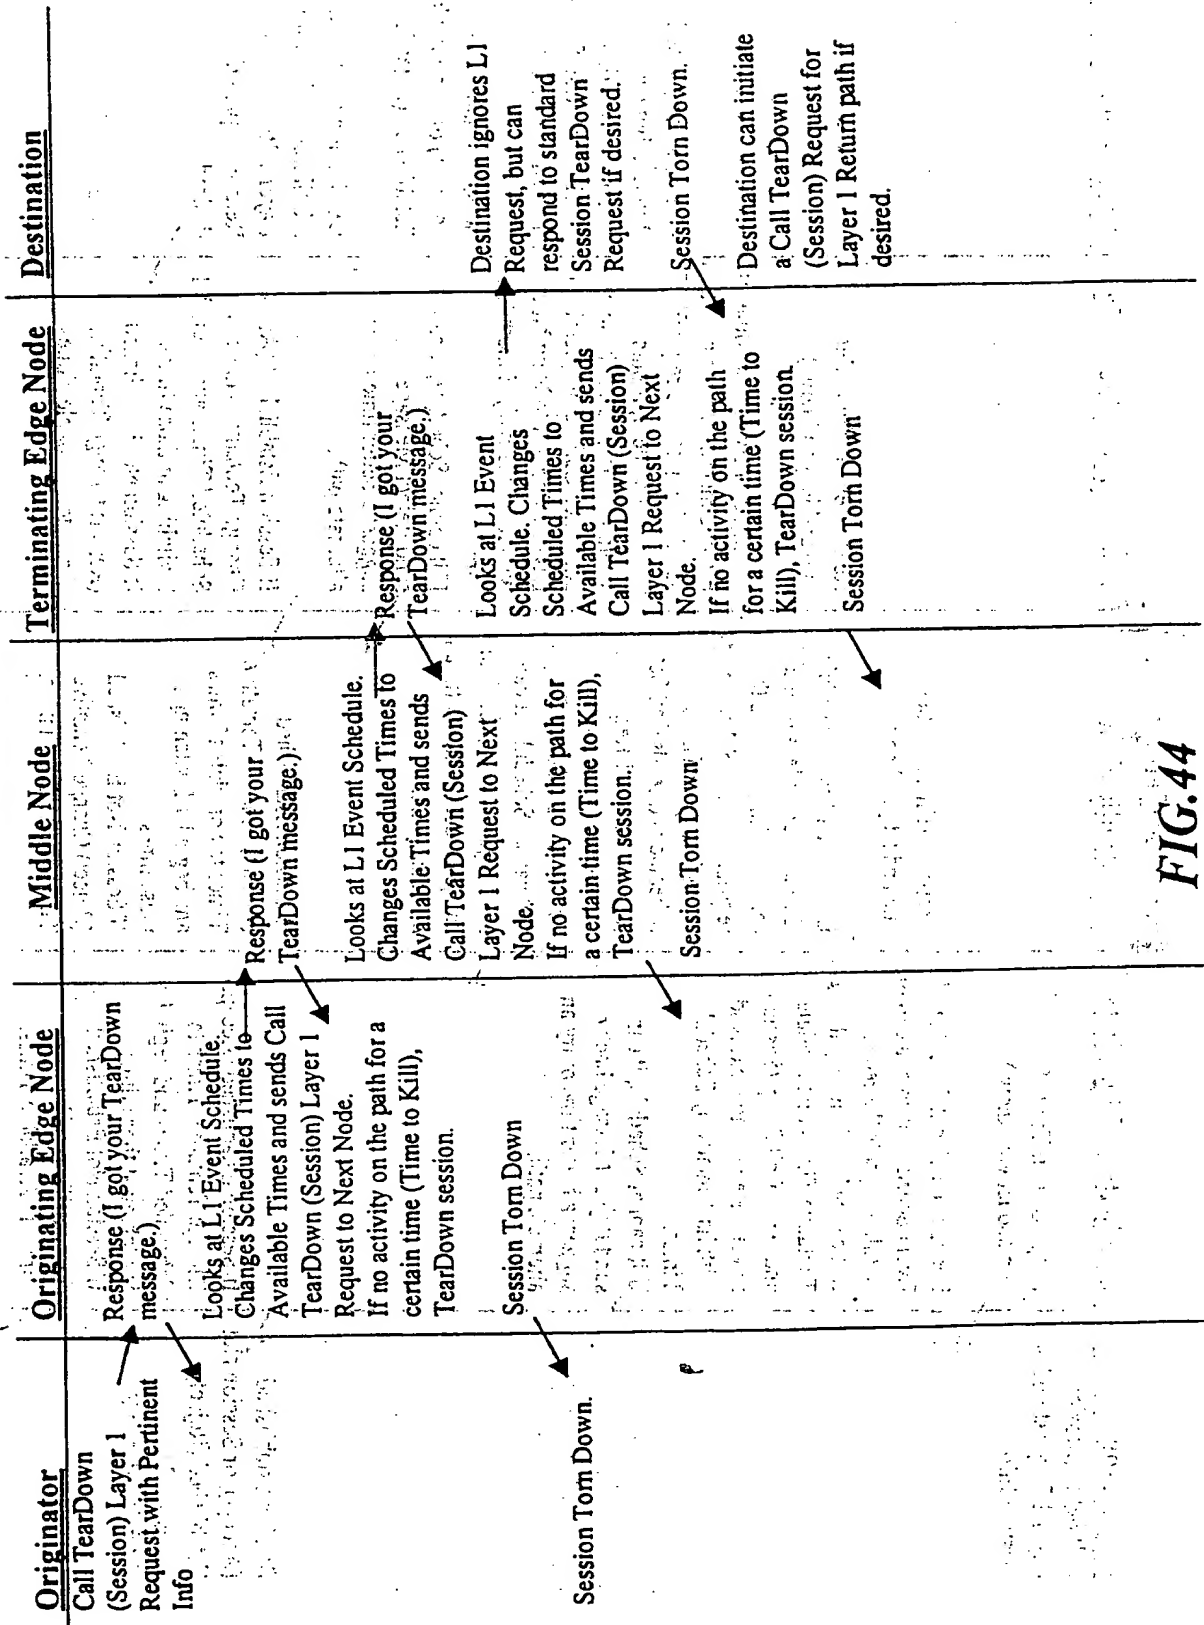 Originator
Call TearDown
(Session) Layer 1
Request with Pertinent
Info
Session Torn Down.
Originating Edge Node
Response (I got your TearDown
message.)
Looks at L1 Event Schedule.
Changes Scheduled Times to
Available Times and sends Call
TearDown (Session) Layer 1
Request to Next Node.
If no activity on the path for a
certain time (Time to Kill),
TearDown session.
Session Torn Down
Middle Node
Response (I got your
TearDown message.)
Looks at L1 Event Schedule.
Changes Scheduled Times to
Available Times and sends
Call TearDown (Session)
Layer 1 Request to Next
Node.
If no activity on the path for
a certain time (Time to Kill),
TearDown session.
Session Torn Down
Terminating Edge Node
Response (I got your
TearDown message.)
Looks at L1 Event
Schedule. Changes
Scheduled Times to
Available Times and sends
Call TearDown (Session)
Layer 1 Request to Next
Node.
If no activity on the path
for a certain time (Time to
Kill), TearDown session.
Session Torn Down
Destination
Destination ignores L1
Request, but can
respond to standard
Session TearDown
Request if desired.
Session Torn Down.
Destination can initiate
a Call TearDown
(Session) Request for
Layer 1 Return path if
desired.
FIG.44